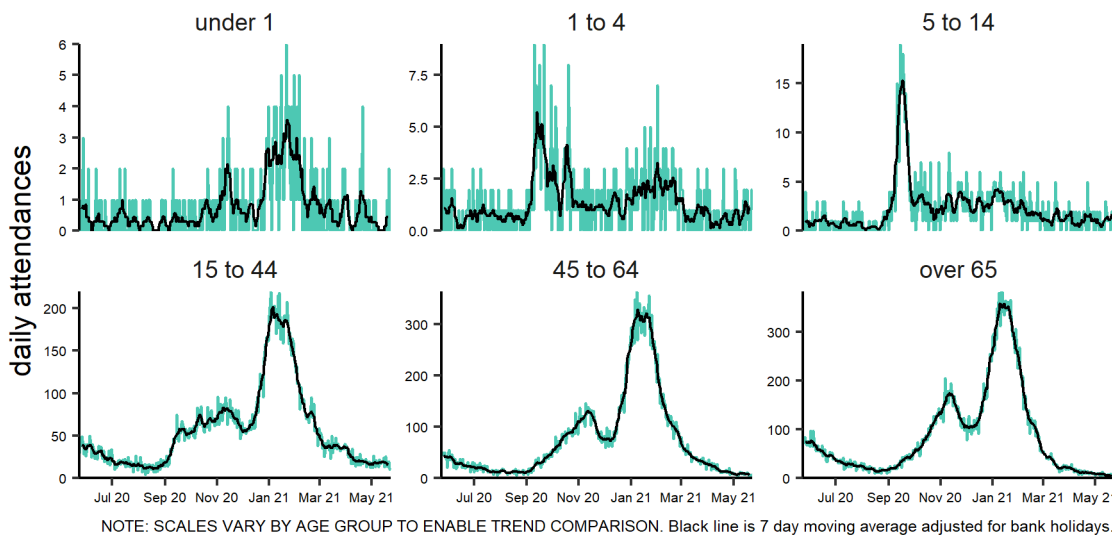 under 1
1 to 4
5 to 14
6
5
4
3
2
1
0
7.5
5.0
2.5
0.0
15
10
5
0
daily attendances
15 to 44
45 to 64
over 65
200
150
100
50
0
300
200
100
0
300
200
100
0
Jul 20 Sep 20 Nov 20 Jan 21 Mar 21 May 21
Jul 20 Sep 20 Nov 20 Jan 21 Mar 21 May 21
Jul 20 Sep 20 Nov 20 Jan 21 Mar 21 May 21
NOTE: SCALES VARY BY AGE GROUP TO ENABLE TREND COMPARISON. Black line is 7 day moving average adjusted for bank holidays.